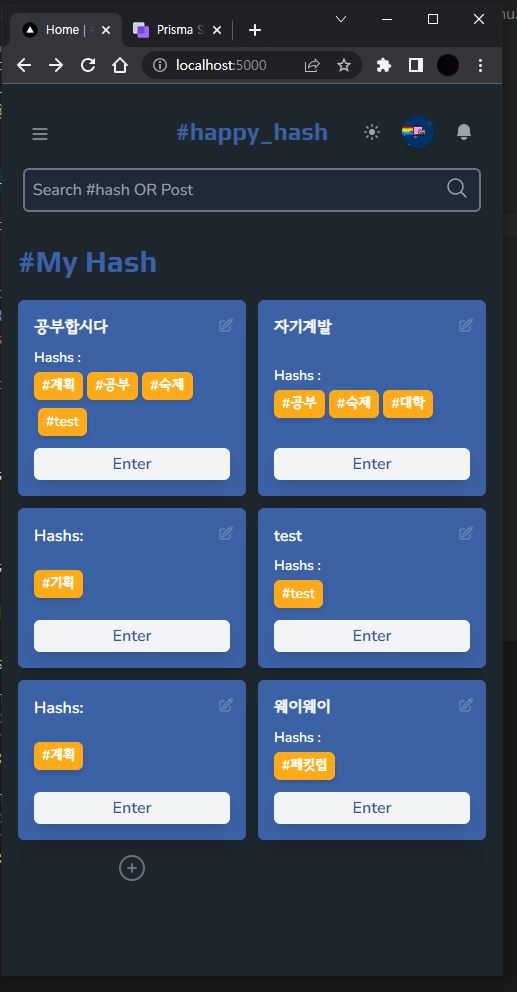 Home |
Prisma S
localhost:5000
#happy_hash
Search #hash OR Post
#My Hash
공부합시다
Hashs :
#계획 #공부 #숙제
#test
Enter
자기계발
Hashs :
#공부 #숙제 #대학
Enter
Hashs:
#기획
Enter
test
Hashs :
#test
Enter
Hashs:
#계획
Enter
웨이웨이
Hashs :
#페킷럽
Enter